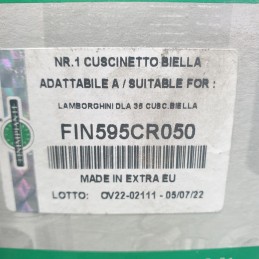 NR.1 CUSCINETTO BIELLA
ADATTABILE A / SUITABLE FOR :
LAMBORGHINI DLA 35 CUSC.BIELLA
FIN595CR050
MADE IN EXTRA EU
LOTTO: OV22-02111 - 05/07/22